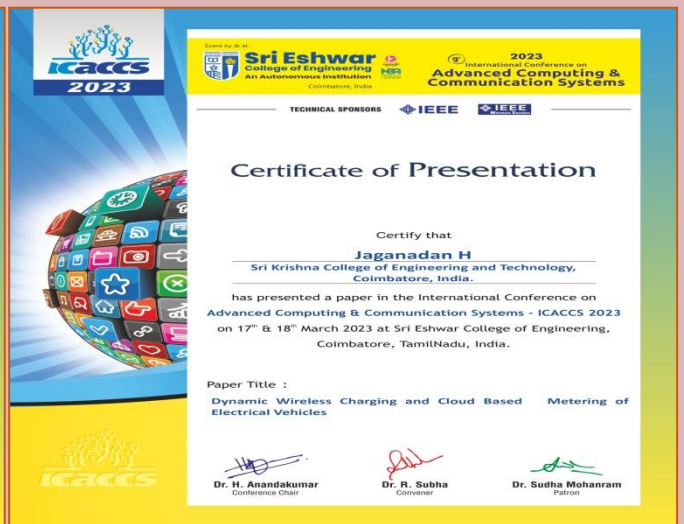 icaccs
2023
Event by & at :
Sri Eshwar
College of Engineering
An Autonomous Institution
Coimbatore, India
NBA
2023
International Conference on
Advanced Computing &
Communication Systems
TECHNICAL SPONSORS IEEE IEEE
Madras Section
Certificate of Presentation
Certify that
Jaganadan H
Sri Krishna College of Engineering and Technology,
Coimbatore, India.
has presented a paper in the International Conference on
Advanced Computing & Communication Systems - ICACCS 2023
on 17th & 18th March 2023 at Sri Eshwar College of Engineering,
Coimbatore, TamilNadu, India.
Paper Title :
Dynamic Wireless Charging and Cloud Based Metering of
Electrical Vehicles
Dr. H. Anandakumar
Conference Chair
Dr. R. Subha
Convener
Dr. Sudha Mohanram
Patron
icaccs